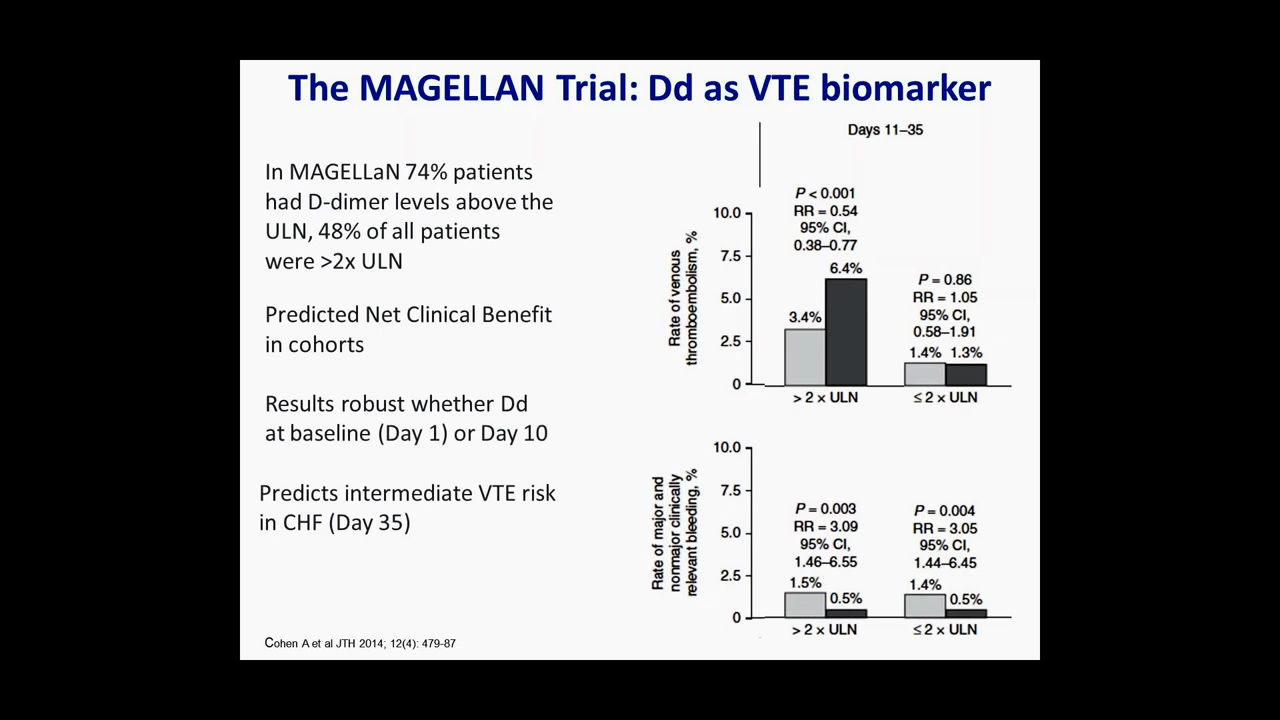 The MAGELLAN Trial: Dd as VTE biomarker
In MAGELLaN 74% patients
had D-dimer levels above the
ULN, 48% of all patients
were >2x ULN
Predicted Net Clinical Benefit
in cohorts
Results robust whether Dd
at baseline (Day 1) or Day 10
Predicts intermediate VTE risk
in CHF (Day 35)
Cohen A et al JTH 2014; 12(4): 479-87
Days 11–35
Rate of venous
thromboembolism, %
10.0
7.5
5.0
2.5
0
P < 0.001
RR = 0.54
95% CI,
0.38–0.77
3.4%
6.4%
P = 0.86
RR = 1.05
95% CI,
0.58–1.91
1.4% 1.3%
> 2 x ULN
≤ 2 x ULN
Rate of major and
nonmajor clinically
relevant bleeding, %
10.0
7.5
5.0
2.5
0
P = 0.003
RR = 3.09
95% CI,
1.46–6.55
1.5%
0.5%
P = 0.004
RR = 3.05
95% CI,
1.44–6.45
1.4%
0.5%
> 2 x ULN
≤ 2 x ULN